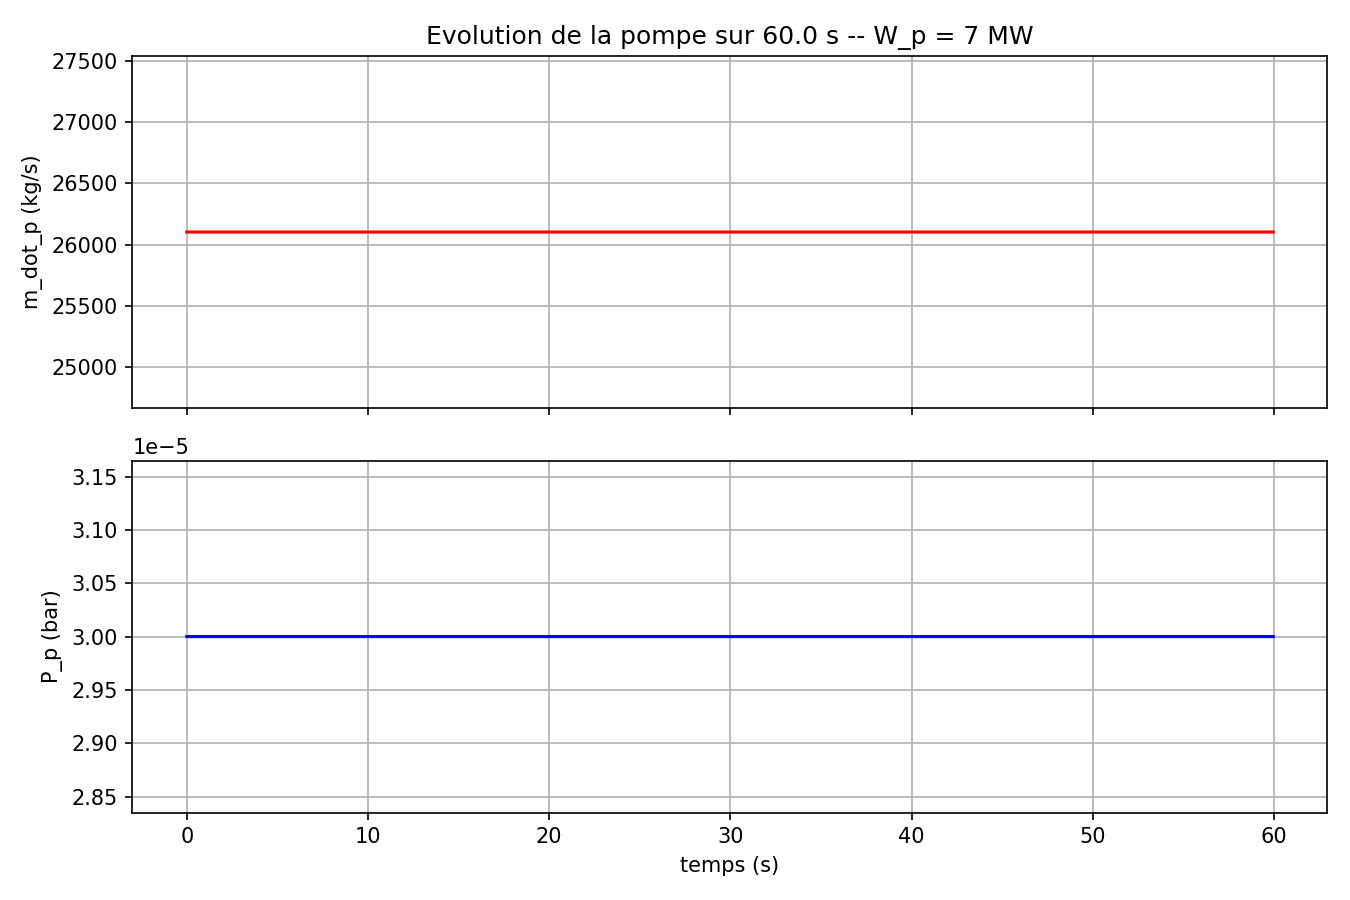 Evolution de la pompe sur 60.0 s -- W_p = 7 MW
27500
27000
26500
26000
25500
25000
m_dot_p (kg/s)
1e−5
3.15
3.10
3.05
3.00
2.95
2.90
2.85
P_p (bar)
0 10 20 30 40 50 60
temps (s)